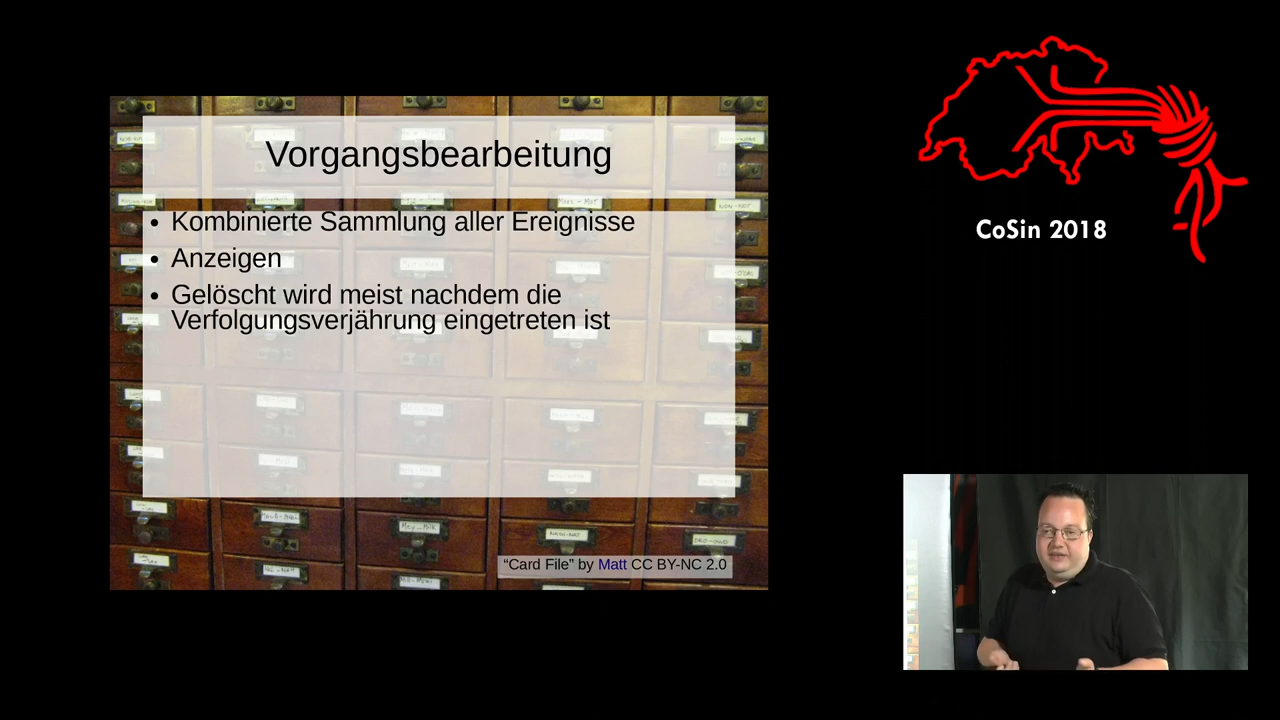 Vorgangsbearbeitung
• Kombinierte Sammlung aller Ereignisse
• Anzeigen
• Gelöscht wird meist nachdem die
Verfolgungsverjährung eingetreten ist
“Card File” by Matt CC BY-NC 2.0
CoSin 2018